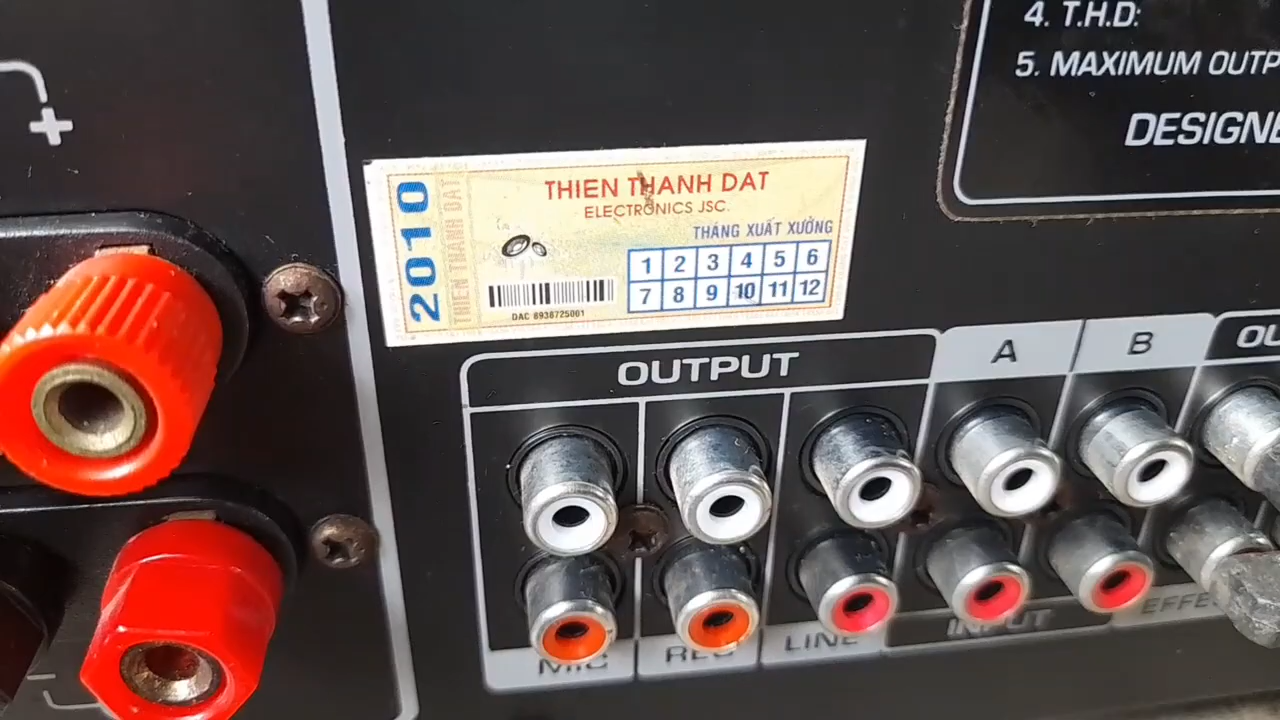 4. T.H.D:
5. MAXIMUM OUTP
DESIGNE
+
2010
THIEN THANH DAT
THIEN THANH DAT
ELECTRONICS JSC.
THÁNG XUẤT XƯỞNG
1 2 3 4 5 6
7 8 9 10 11 12
DAC 8938725001
OUTPUT
A
B
OU
MIC
REC
LINE
INPUT
EFFE